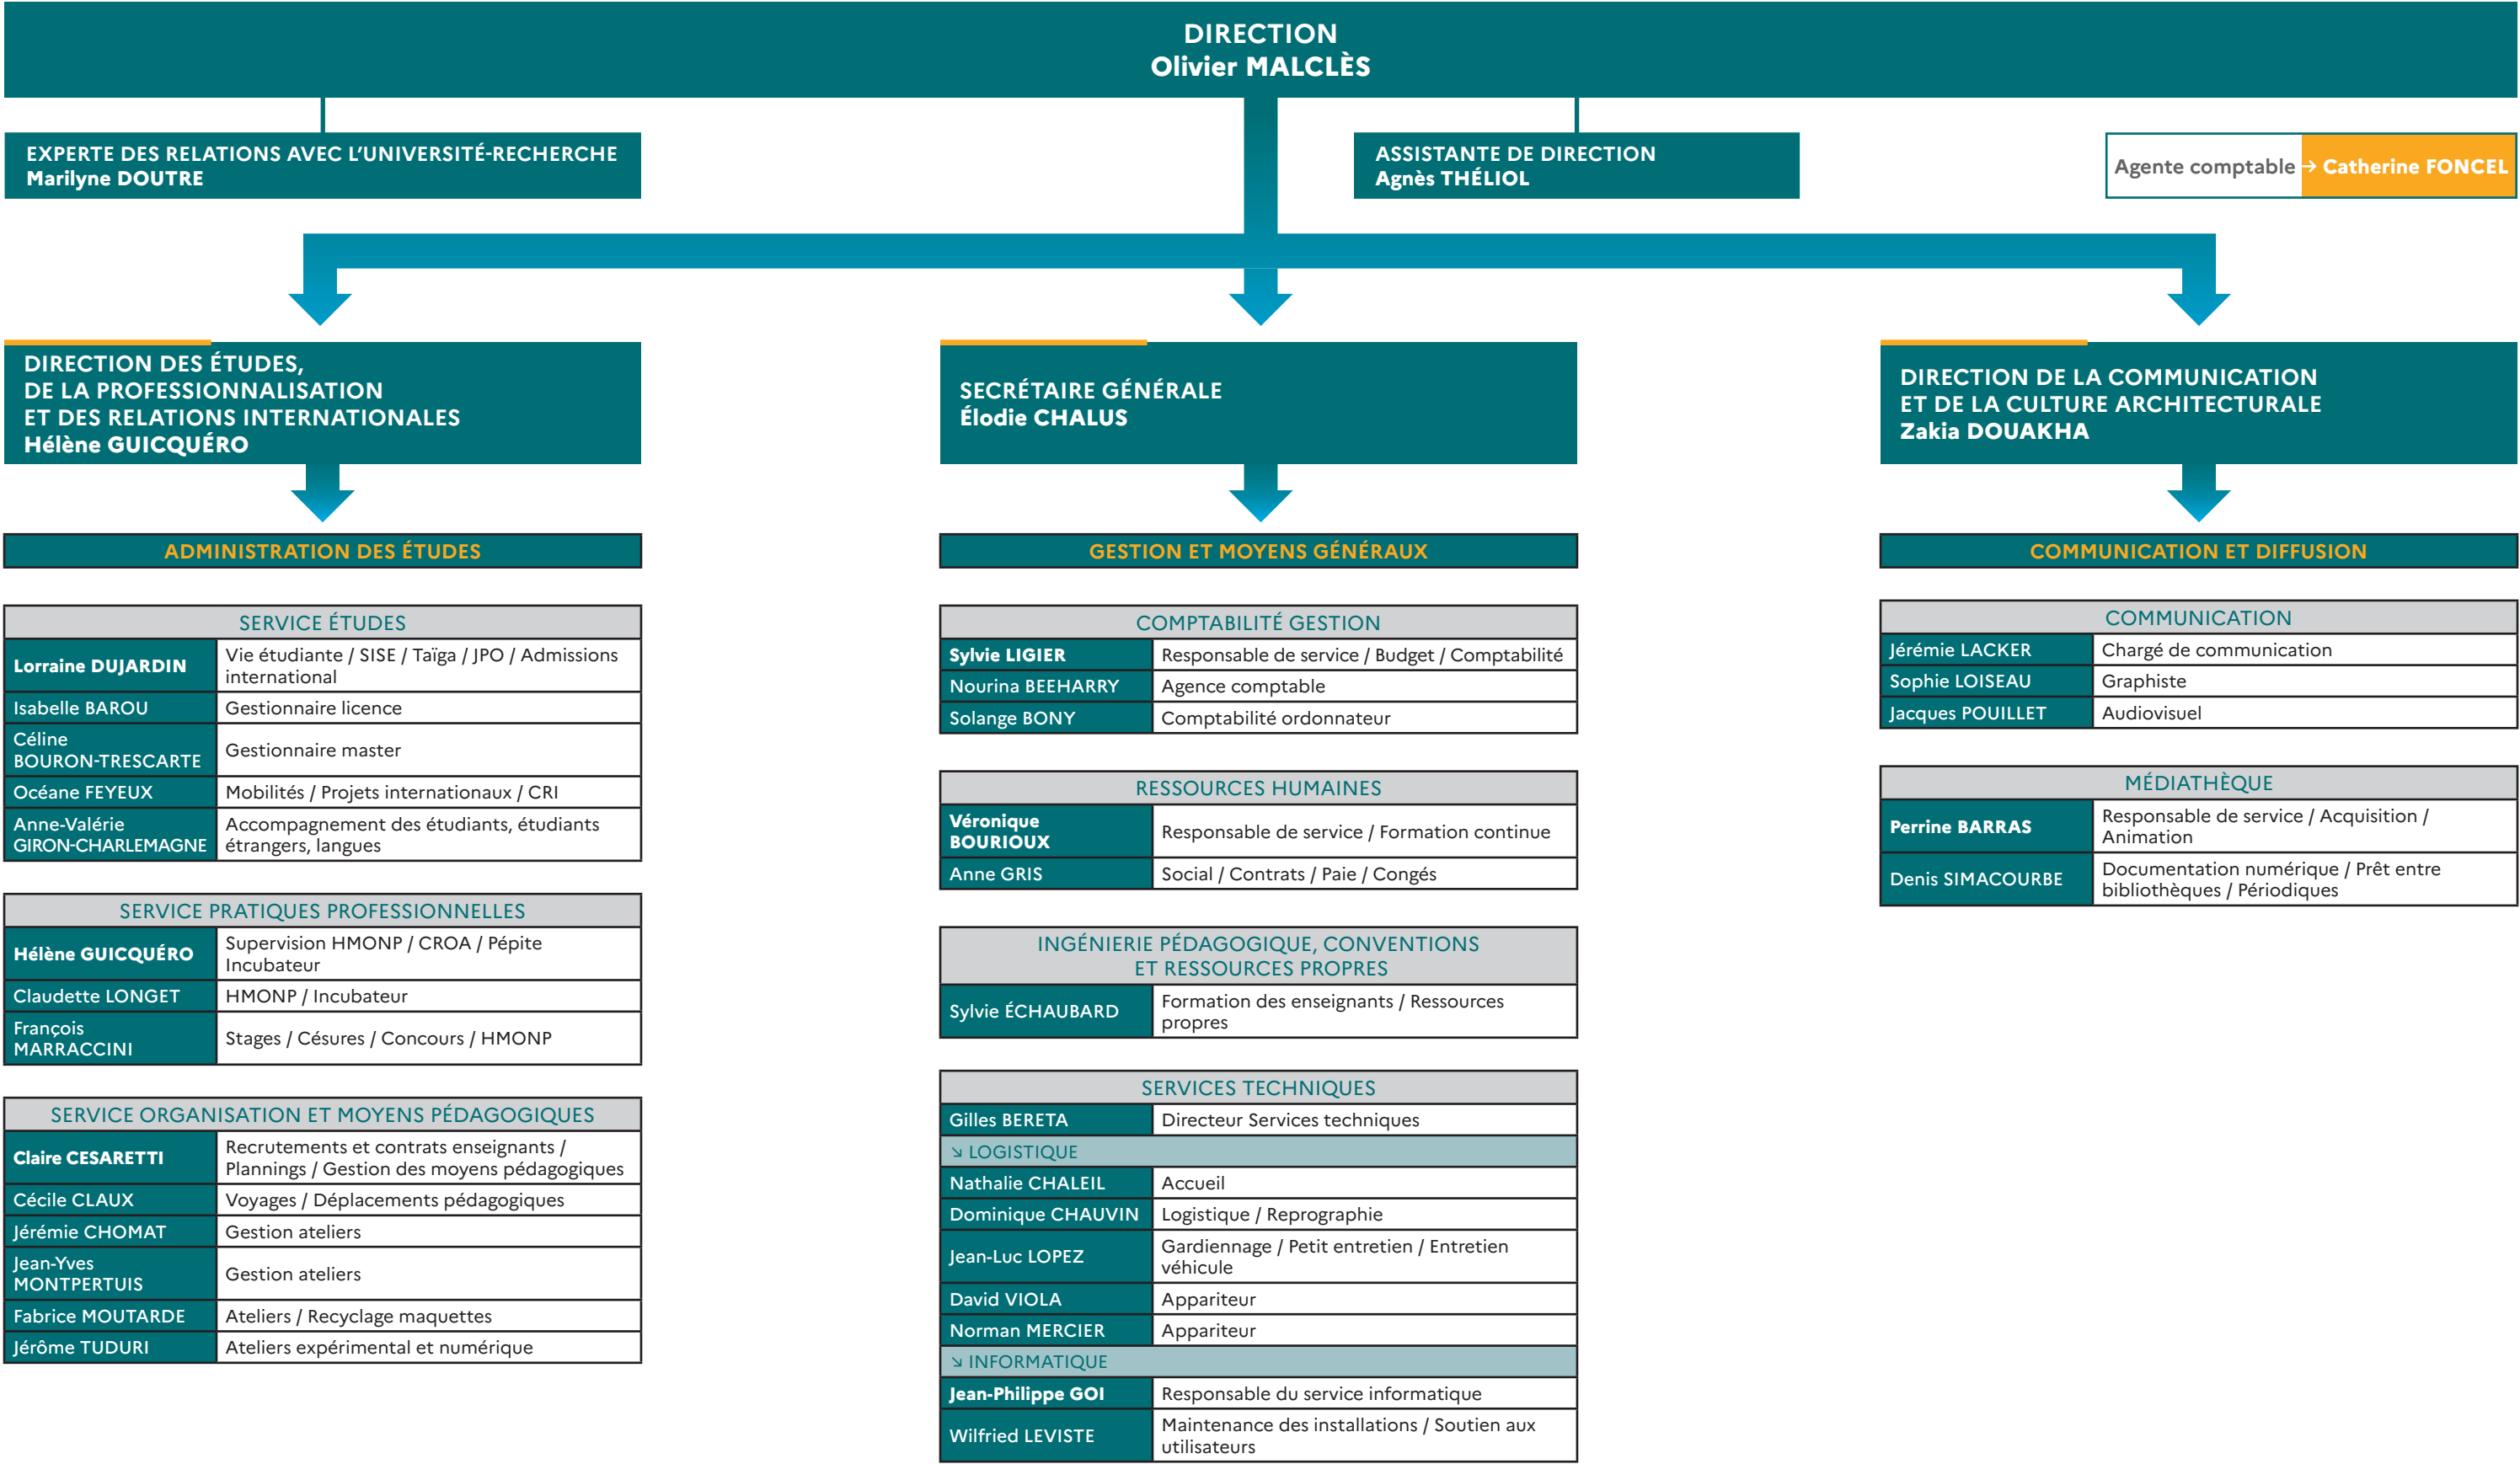 DIRECTION
Olivier MALCLÈS
EXPERTE DES RELATIONS AVEC L’UNIVERSITÉ-RECHERCHE
Marilyne DOUTRE
ASSISTANTE DE DIRECTION
Agnès THÉLIOL
Agente comptable → Catherine FONCEL
DIRECTION DES ÉTUDES,
DE LA PROFESSIONNALISATION
ET DES RELATIONS INTERNATIONALES
Hélène GUICQUÉRO
SECRÉTAIRE GÉNÉRALE
Élodie CHALUS
DIRECTION DE LA COMMUNICATION
ET DE LA CULTURE ARCHITECTURALE
Zakia DOUAKHA
ADMINISTRATION DES ÉTUDES
SERVICE ÉTUDES
Lorraine DUJARDIN Vie étudiante / SISE / Taïga / JPO / Admissions
international
Isabelle BAROU Gestionnaire licence
Céline
BOURON-TRESCARTE Gestionnaire master
Océane FEYEUX Mobilités / Projets internationaux / CRI
Anne-Valérie Accompagnement des étudiants, étudiants
GIRON-CHARLEMAGNE étrangers, langues
SERVICE PRATIQUES PROFESSIONNELLES
Hélène GUICQUÉRO Supervision HMONP / CROA / Pépite
Incubateur
Claudette LONGET HMONP / Incubateur
François
MARRACCINI Stages / Césures / Concours / HMONP
SERVICE ORGANISATION ET MOYENS PÉDAGOGIQUES
Claire CESARETTI Recrutements et contrats enseignants /
Plannings / Gestion des moyens pédagogiques
Cécile CLAUX Voyages / Déplacements pédagogiques
Jérémie CHOMAT Gestion ateliers
Jean-Yves
MONTPERTUIS Gestion ateliers
Fabrice MOUTARDE Ateliers / Recyclage maquettes
Jérôme TUDURI Ateliers expérimental et numérique
GESTION ET MOYENS GÉNÉRAUX
COMPTABILITÉ GESTION
Sylvie LIGIER Responsable de service / Budget / Comptabilité
Nourina BEEHARRY Agence comptable
Solange BONY Comptabilité ordonnateur
RESSOURCES HUMAINES
Véronique
BOURIOUX Responsable de service / Formation continue
Anne GRIS Social / Contrats / Paie / Congés
INGÉNIERIE PÉDAGOGIQUE, CONVENTIONS
ET RESSOURCES PROPRES
Sylvie ÉCHAUBARD Formation des enseignants / Ressources
propres
SERVICES TECHNIQUES
Gilles BERETA Directeur Services techniques
↘ LOGISTIQUE
Nathalie CHALEIL Accueil
Dominique CHAUVIN Logistique / Reprographie
Jean-Luc LOPEZ Gardiennage / Petit entretien / Entretien
véhicule
David VIOLA Appariteur
Norman MERCIER Appariteur
↘ INFORMATIQUE
Jean-Philippe GOI Responsable du service informatique
Wilfried LEVISTE Maintenance des installations / Soutien aux
utilisateurs
COMMUNICATION ET DIFFUSION
COMMUNICATION
Jérémie LACKER Chargé de communication
Sophie LOISEAU Graphiste
Jacques POUILLET Audiovisuel
MÉDIATHÈQUE
Perrine BARRAS Responsable de service / Acquisition /
Animation
Denis SIMACOURBE Documentation numérique / Prêt entre
bibliothèques / Périodiques